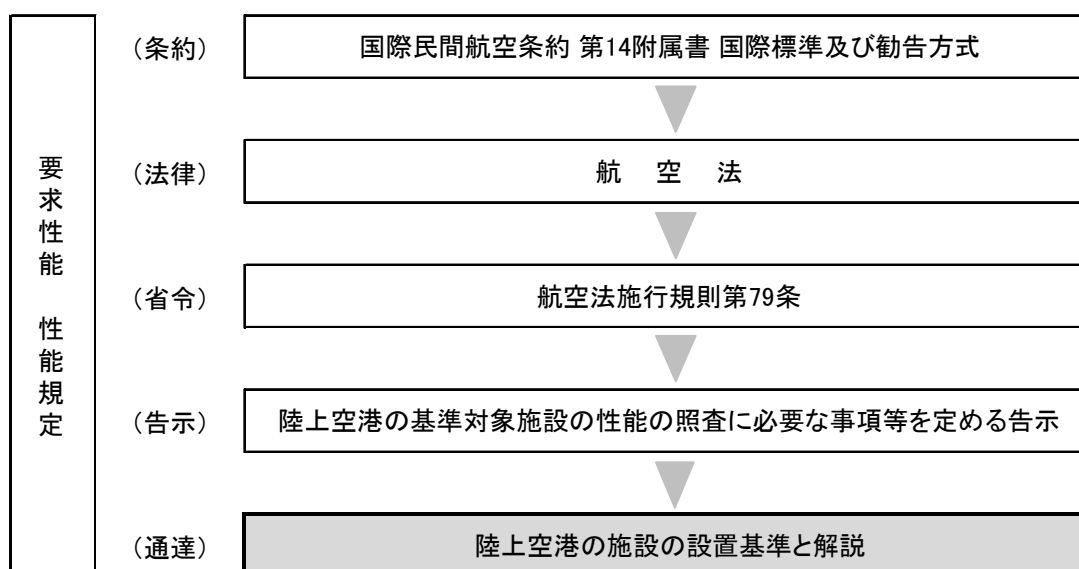 要求性能 性能規定
（条約）
国際民間航空条約 第14附属書 国際標準及び勧告方式
（法律）
航 空 法
（省令）
航空法施行規則第79条
（告示）
陸上空港の基準対象施設の性能の照査に必要な事項等を定める告示
（通達）
陸上空港の施設の設置基準と解説